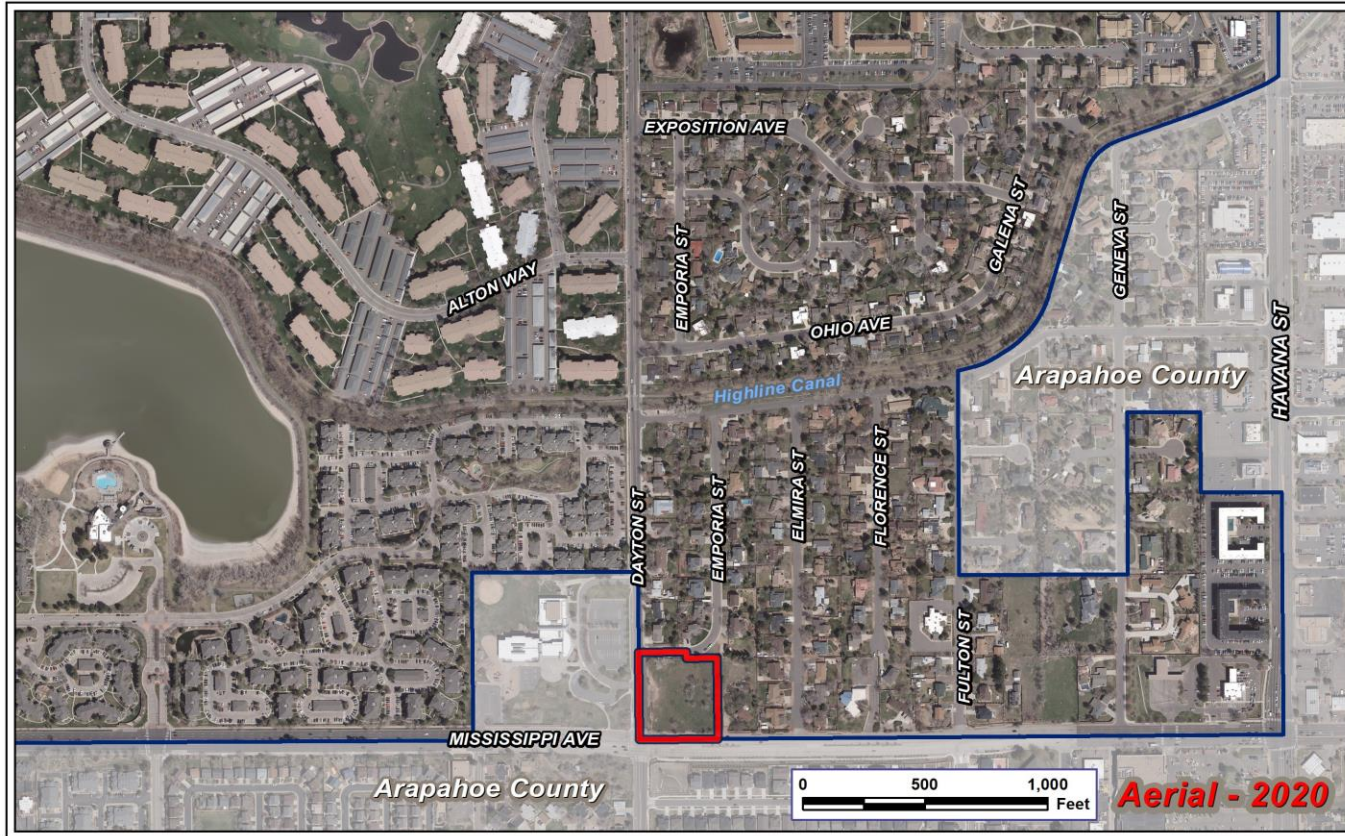 EXPOSITION AVE
EMPORIA ST
GALENA ST
GENEVA ST
ALTON WAY
OHIO AVE
HAVANA ST
Highline Canal
Arapahoe County
DAYTON ST
EMPORIA ST
ELMIRA ST
FLORENCE ST
FULTON ST
MISSISSIPPI AVE
Arapahoe County
0 500 1,000
Feet
Aerial - 2020